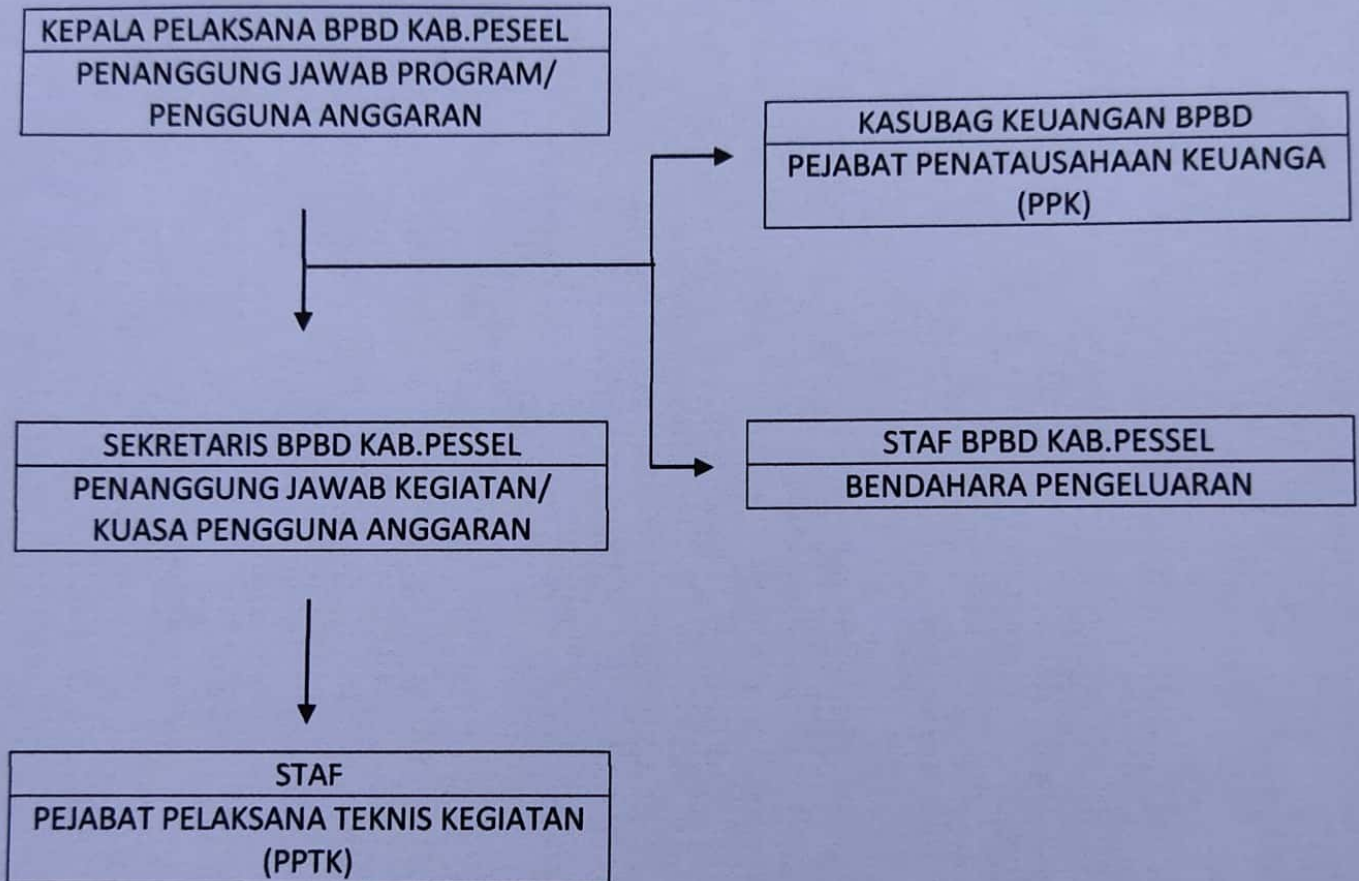 KEPALA PELAKSANA BPBD KAB.PESEEL
PENANGGUNG JAWAB PROGRAM/
PENGGUNA ANGGARAN
KASUBAG KEUANGAN BPBD
PEJABAT PENATAUSAHAAN KEUANGA
(PPK)
SEKRETARIS BPBD KAB.PESSEL
PENANGGUNG JAWAB KEGIATAN/
KUASA PENGGUNA ANGGARAN
STAF BPBD KAB.PESSEL
BENDAHARA PENGELUARAN
STAF
PEJABAT PELAKSANA TEKNIS KEGIATAN
(PPTK)